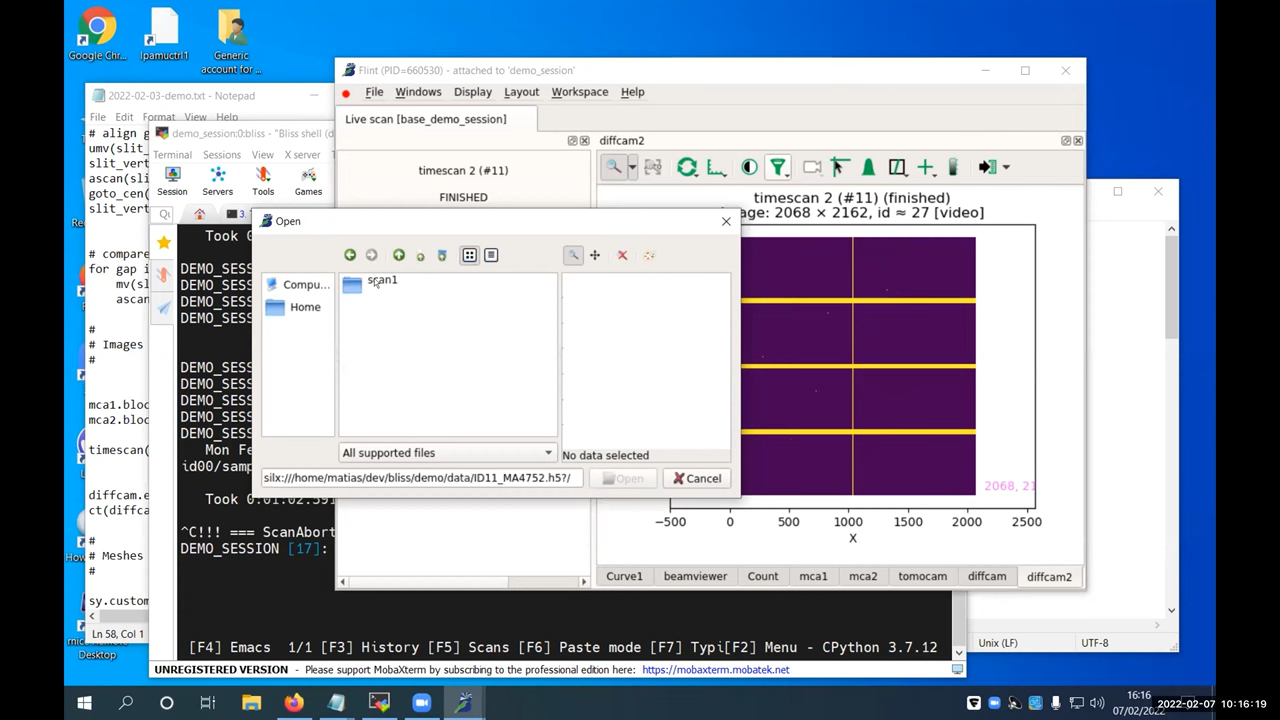 Google Chr...
lpamuctrl1
Generic
account for ...
2022-02-03-demo.txt - Notepad
File Edit Format View Help
# align g
umv(slit_
slit_vert
ascan(sli
goto_cen(
slit_vert
# compare
for gap i
mv(sl
ascan
#
# Images
#
mca1.bloc
mca2.bloc
timescan(
diffcam.e
ct(diffca
#
# Meshes
#
sy.custom
Ln 58, Col 1
Desktop
demo_session:0:bliss - "Bliss shell (d
Terminal Sessions View X server
Session Servers Tools Games
3.
Took 0
DEMO_SESS
DEMO_SESS
DEMO_SESS
DEMO_SESS
DEMO_SESS
DEMO_SESS
DEMO_SESS
DEMO_SESS
DEMO_SESS
Mon Fe
id00/samp
Took 0:01:02.391
^C!!! === ScanAbort
DEMO_SESSION [17]:
[F4] Emacs 1/1 [F3] History [F5] Scans [F6] Paste mode [F7] Typi[F2] Menu - CPython 3.7.12
UNREGISTERED VERSION - Please support MobaXterm by subscribing to the professional edition here: https://mobaxterm.mobatek.net
Flint (PID=660530) - attached to 'demo_session'
File Windows Display Layout Workspace Help
Live scan [base_demo_session]
timescan 2 (#11)
FINISHED
diffcam2
timescan 2 (#11) (finished)
age: 2068 × 2162, id ≈ 27 [video]
2068, 21
−500 0 500 1000 1500 2000 2500
X
Curve1 beamviewer Count mca1 mca2 tomocam diffcam diffcam2
Open
Compu...
Home
scan1
All supported files
No data selected
silx:///home/matias/dev/bliss/demo/data/ID11_MA4752.h5?/
Open
Cancel
Unix (LF) UTF-8
16:16
07/02/2022
2022-02-07 10:16:19